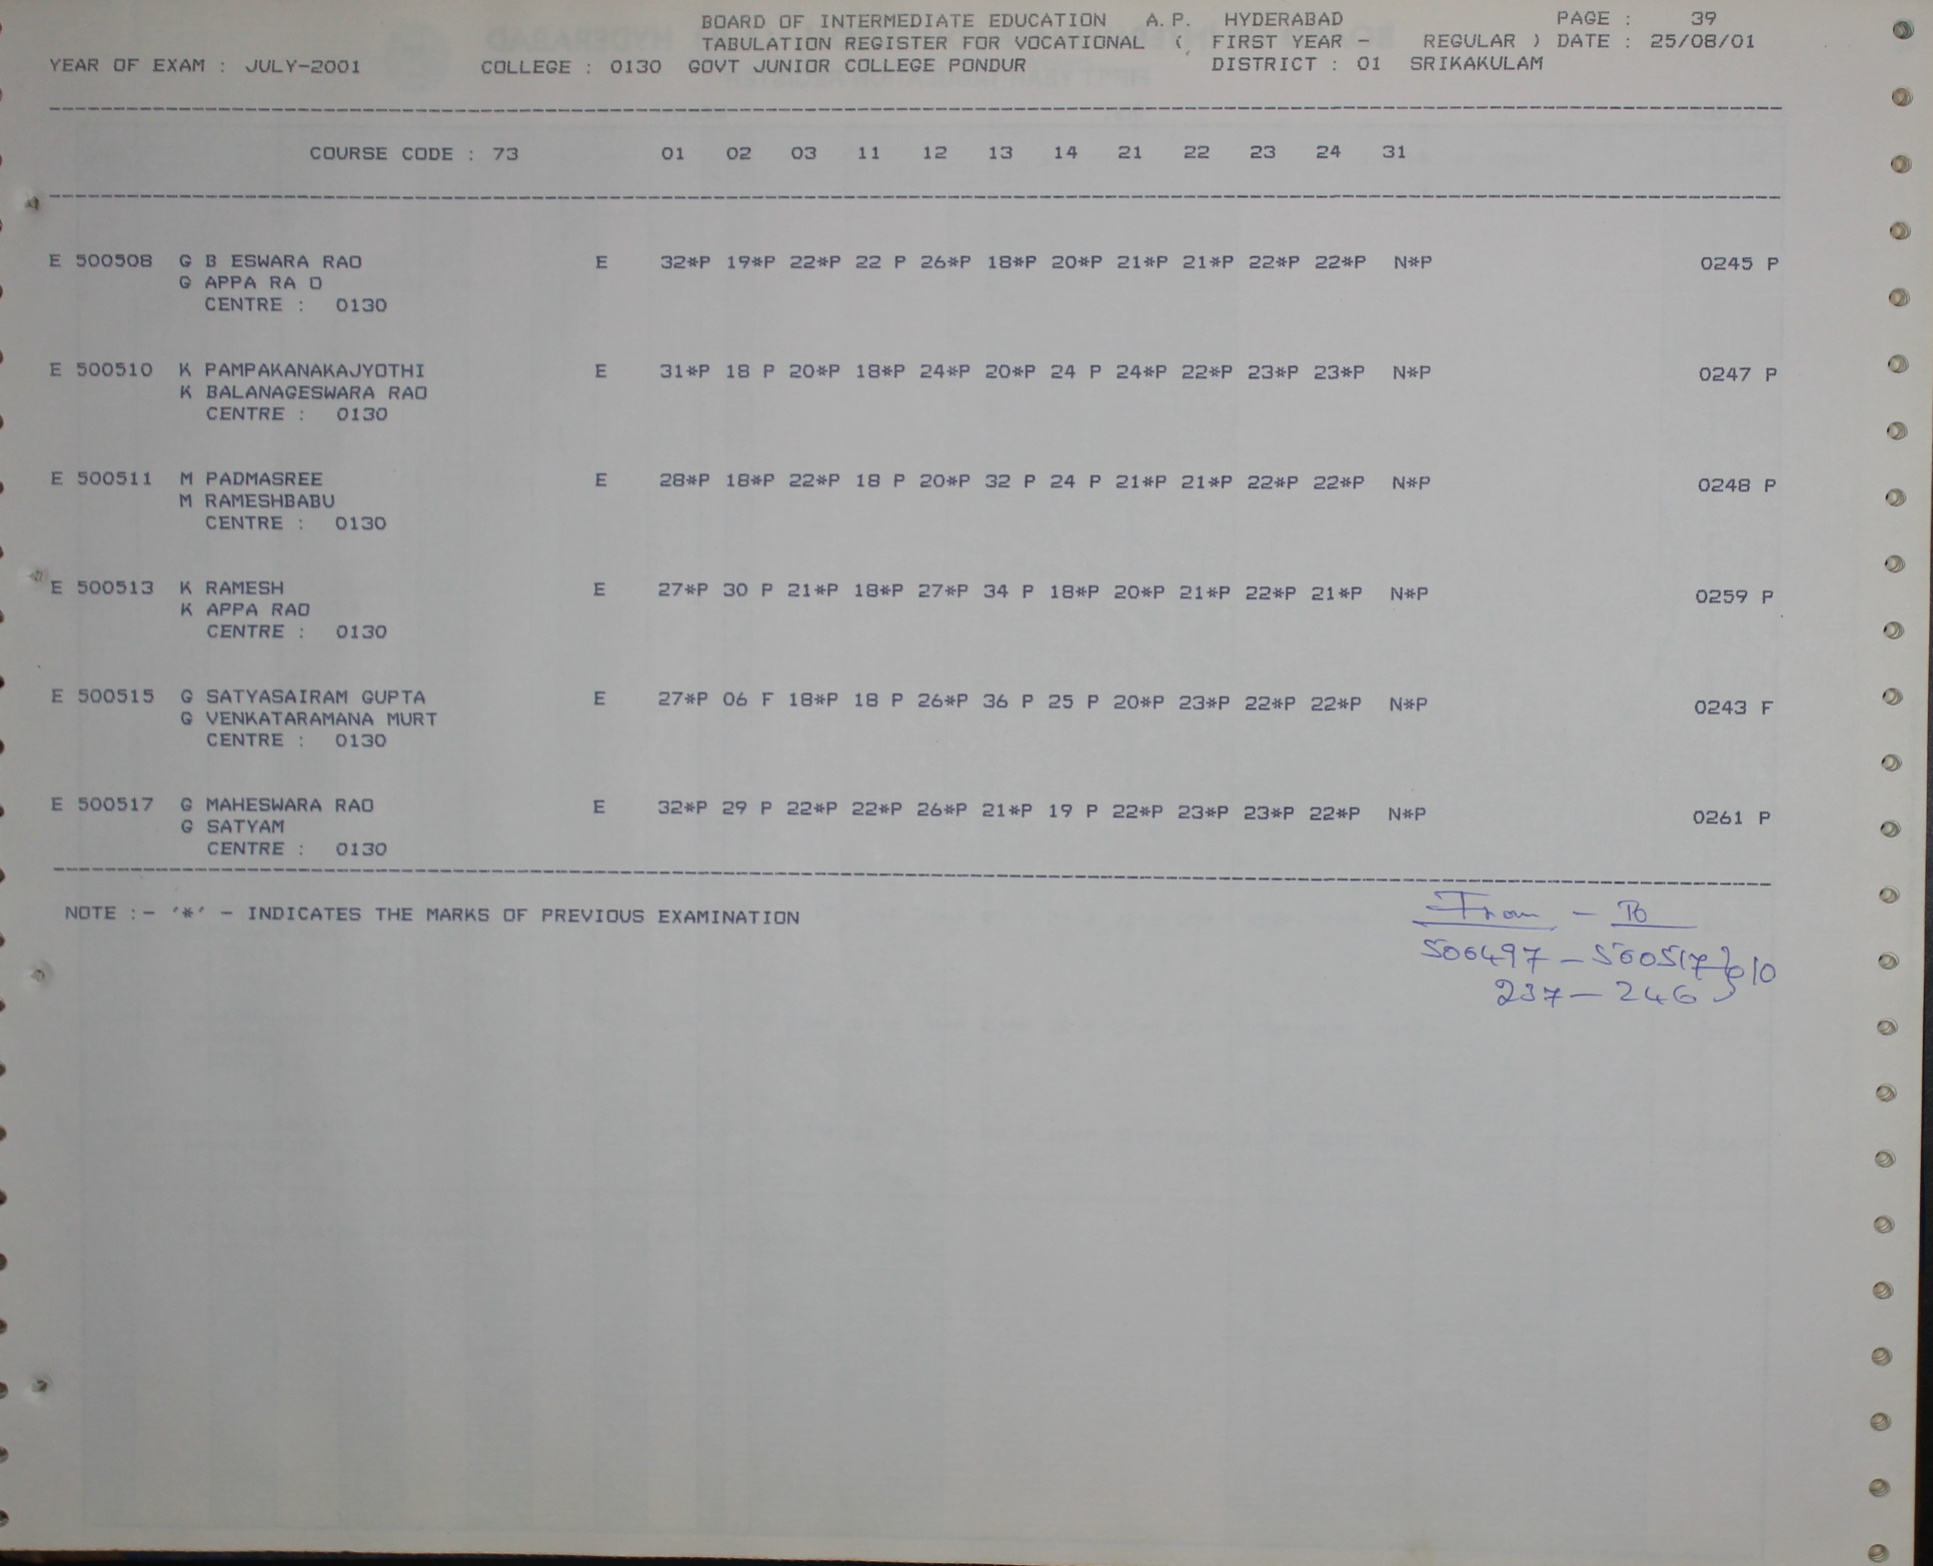 BOARD OF INTERMEDIATE EDUCATION A.P. HYDERABAD PAGE : 39
TABULATION REGISTER FOR VOCATIONAL ( FIRST YEAR - REGULAR ) DATE : 25/08/01
YEAR OF EXAM : JULY-2001 COLLEGE : 0130 GOVT JUNIOR COLLEGE PONDUR DISTRICT : 01 SRIKAKULAM
COURSE CODE : 73 01 02 03 11 12 13 14 21 22 23 24 31
E 500508 G B ESWARA RAO E 32*P 19*P 22*P 22 P 26*P 18*P 20*P 21*P 21*P 22*P 22*P N*P 0245 P
G APPA RA O
CENTRE : 0130
E 500510 K PAMPAKANAKAJYOTHI E 31*P 18 P 20*P 18*P 24*P 20*P 24 P 24*P 22*P 23*P 23*P N*P 0247 P
K BALANAGESWARA RAO
CENTRE : 0130
E 500511 M PADMASREE E 28*P 18*P 22*P 18 P 20*P 32 P 24 P 21*P 21*P 22*P 22*P N*P 0248 P
M RAMESHBABU
CENTRE : 0130
E 500513 K RAMESH E 27*P 30 P 21*P 18*P 27*P 34 P 18*P 20*P 21*P 22*P 21*P N*P 0259 P
K APPA RAO
CENTRE : 0130
E 500515 G SATYASAIRAM GUPTA E 27*P 06 F 18*P 18 P 26*P 36 P 25 P 20*P 23*P 22*P 22*P N*P 0243 F
G VENKATARAMANA MURT
CENTRE : 0130
E 500517 G MAHESWARA RAO E 32*P 29 P 22*P 22*P 26*P 21*P 19 P 22*P 23*P 23*P 22*P N*P 0261 P
G SATYAM
CENTRE : 0130
NOTE :- '*' - INDICATES THE MARKS OF PREVIOUS EXAMINATION
From - To
500497 - 500517
237 - 246